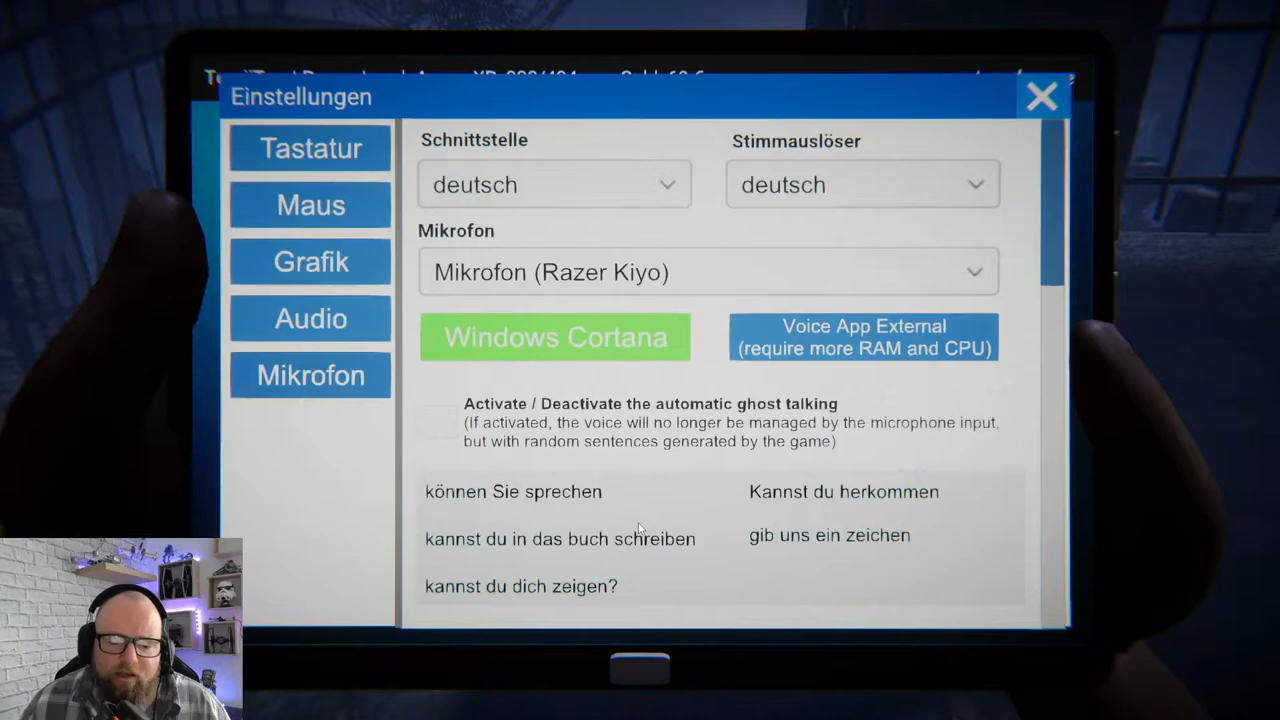 Einstellungen
Tastatur
Maus
Grafik
Audio
Mikrofon
Schnittstelle
deutsch
Stimmauslöser
deutsch
Mikrofon
Mikrofon (Razer Kiyo)
Windows Cortana
Voice App External
(require more RAM and CPU)
Activate / Deactivate the automatic ghost talking
(If activated, the voice will no longer be managed by the microphone input,
but with random sentences generated by the game)
können Sie sprechen
Kannst du herkommen
kannst du in das buch schreiben
gib uns ein zeichen
kannst du dich zeigen?